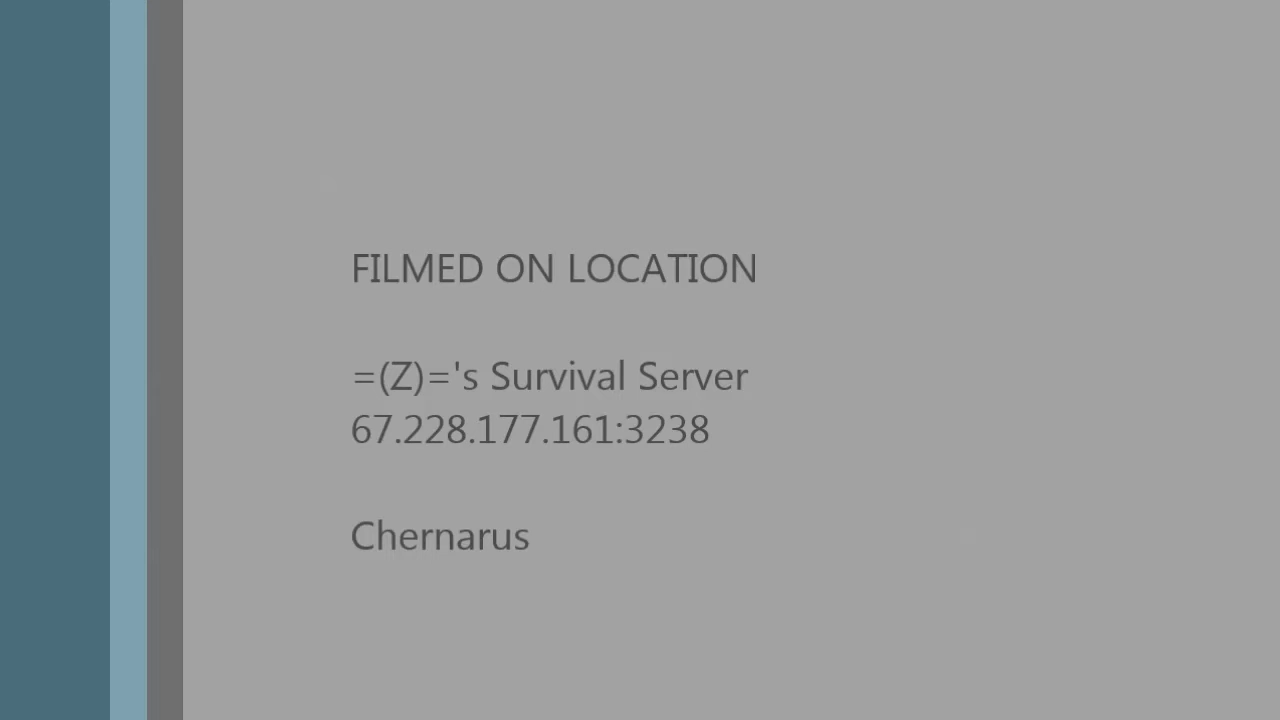 FILMED ON LOCATION
=(Z)='s Survival Server
67.228.177.161:3238
Chernarus